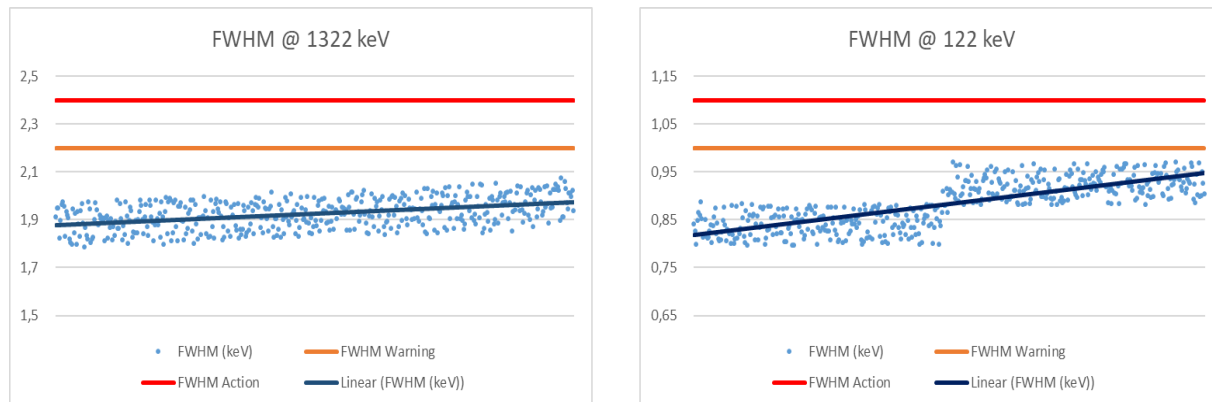 FWHM @ 1322 keV
2,5
2,3
2,1
1,9
1,7
1,5
FWHM (keV) FWHM Warning
FWHM Action Linear (FWHM (keV))
FWHM @ 122 keV
1,15
1,05
0,95
0,85
0,75
0,65
FWHM (keV) FWHM Warning
FWHM Action Linear (FWHM (keV))